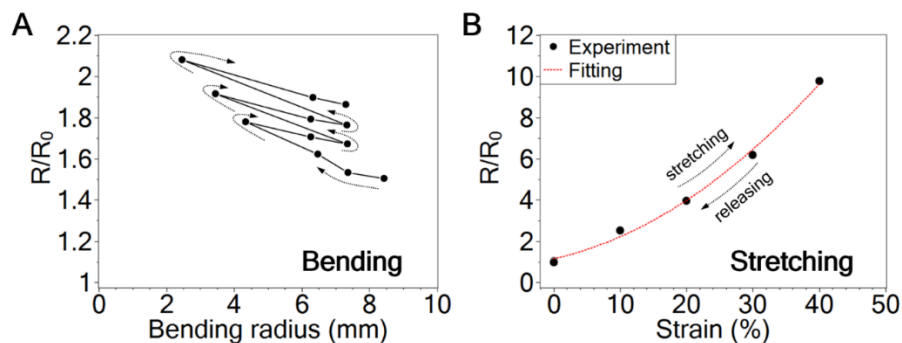 A
2.2
2
1.8
1.6
1.4
1.2
1
R/R0
0 2 4 6 8 10
Bending radius (mm)
Bending
B
12
10
8
6
4
2
0
R/R0
Experiment
Fitting
stretching
releasing
Stretching
0 10 20 30 40 50
Strain (%)